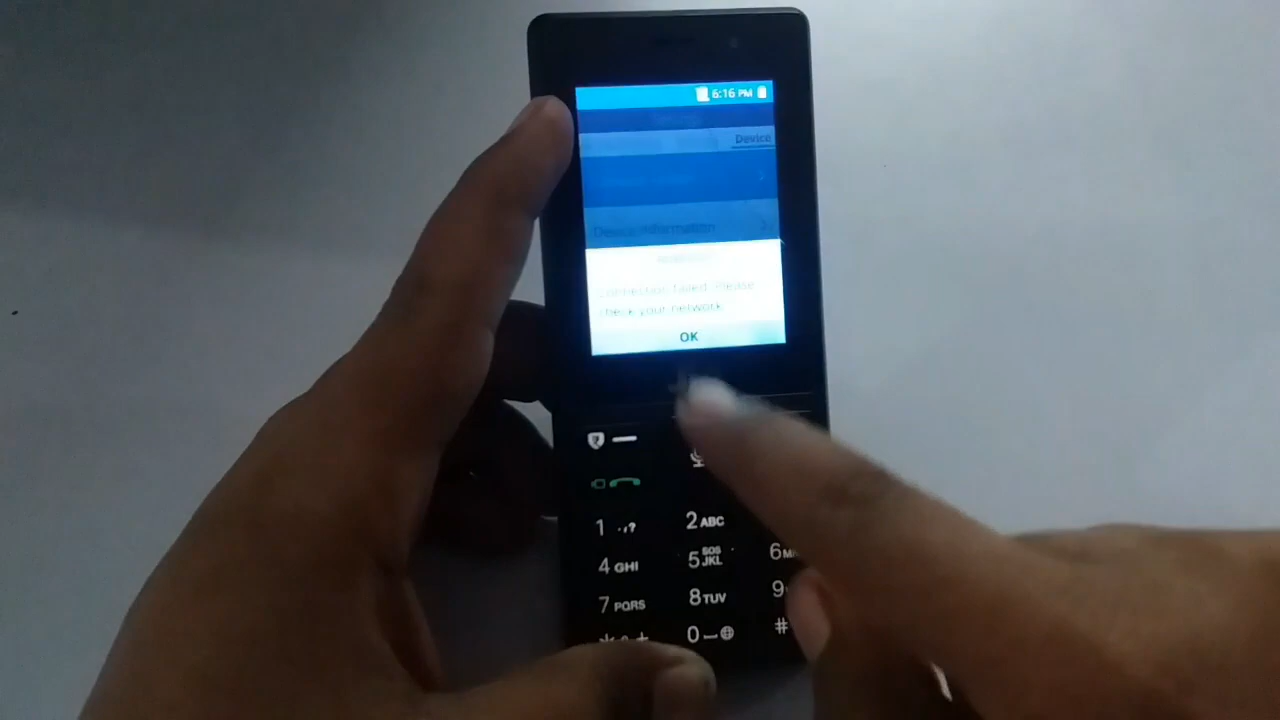 6:16 PM
Device
Device Information
Connection failed. Please
check your network.
OK
1 .,?
2 ABC
4 GHI
5 SOS JKL
6 M
7 PQRS
8 TUV
9
0
#